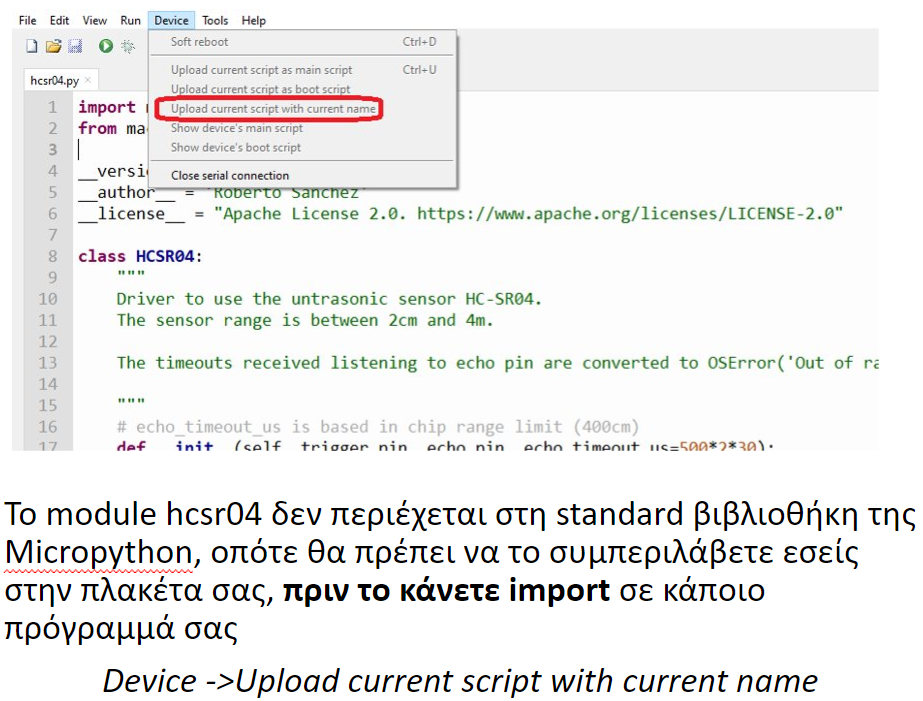 File Edit View Run Device Tools Help
Soft reboot Ctrl+D
hcsr04.py ×
Upload current script as main script Ctrl+U
Upload current script as boot script
Upload current script with current name
Show device's main script
Show device's boot script
Close serial connection
1 import
2 from mac
3
4 __versi
5 __author__ = 'Roberto Sánchez'
6 __license__ = "Apache License 2.0. https://www.apache.org/licenses/LICENSE-2.0"
7
8 class HCSR04:
9 """
10 Driver to use the untrasonic sensor HC-SR04.
11 The sensor range is between 2cm and 4m.
12
13 The timeouts received listening to echo pin are converted to OSError('Out of ra
14
15 """
16 # echo_timeout_us is based in chip range limit (400cm)
17 def __init__(self, trigger_pin, echo_pin, echo_timeout_us=500*2*30):
Το module hcsr04 δεν περιέχεται στη standard βιβλιοθήκη της
Micropython, οπότε θα πρέπει να το συμπεριλάβετε εσείς
στην πλακέτα σας, πριν το κάνετε import σε κάποιο
πρόγραμμά σας
Device ->Upload current script with current name